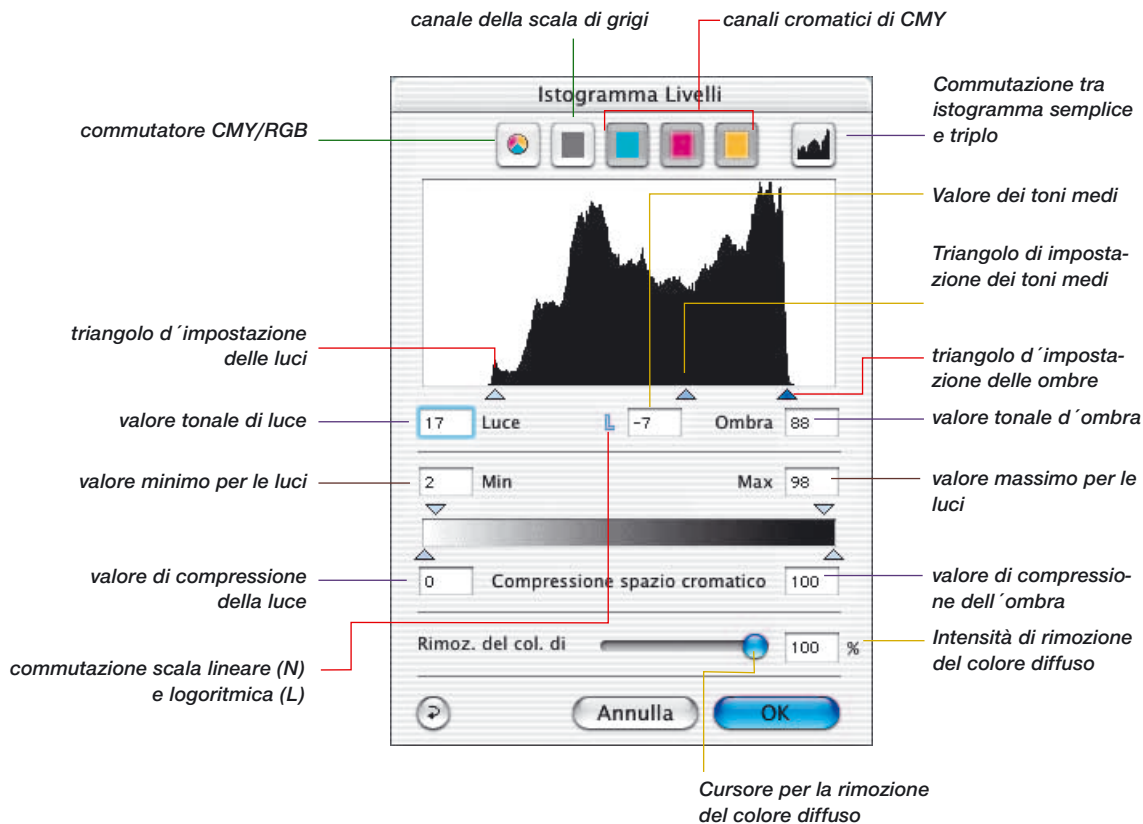 canale della scala di grigi
canali cromatici di CMY
Istogramma Livelli
commutatore CMY/RGB
Commutazione tra
istogramma semplice
e triplo
Valore dei toni medi
Triangolo di imposta-
zione dei toni medi
triangolo d´impostazione
delle luci
triangolo d´imposta-
zione delle ombre
valore tonale di luce
17 Luce L -7 Ombra 88
valore tonale d´ombra
valore minimo per le luci
2 Min Max 98
valore massimo per le
luci
valore di compressione
della luce
0 Compressione spazio cromatico 100
valore di compressio-
ne dell´ombra
Rimoz. del col. di 100 %
Intensità di rimozione
del colore diffuso
commutazione scala lineare (N)
e logoritmica (L)
Annulla OK
Cursore per la rimozione
del colore diffuso